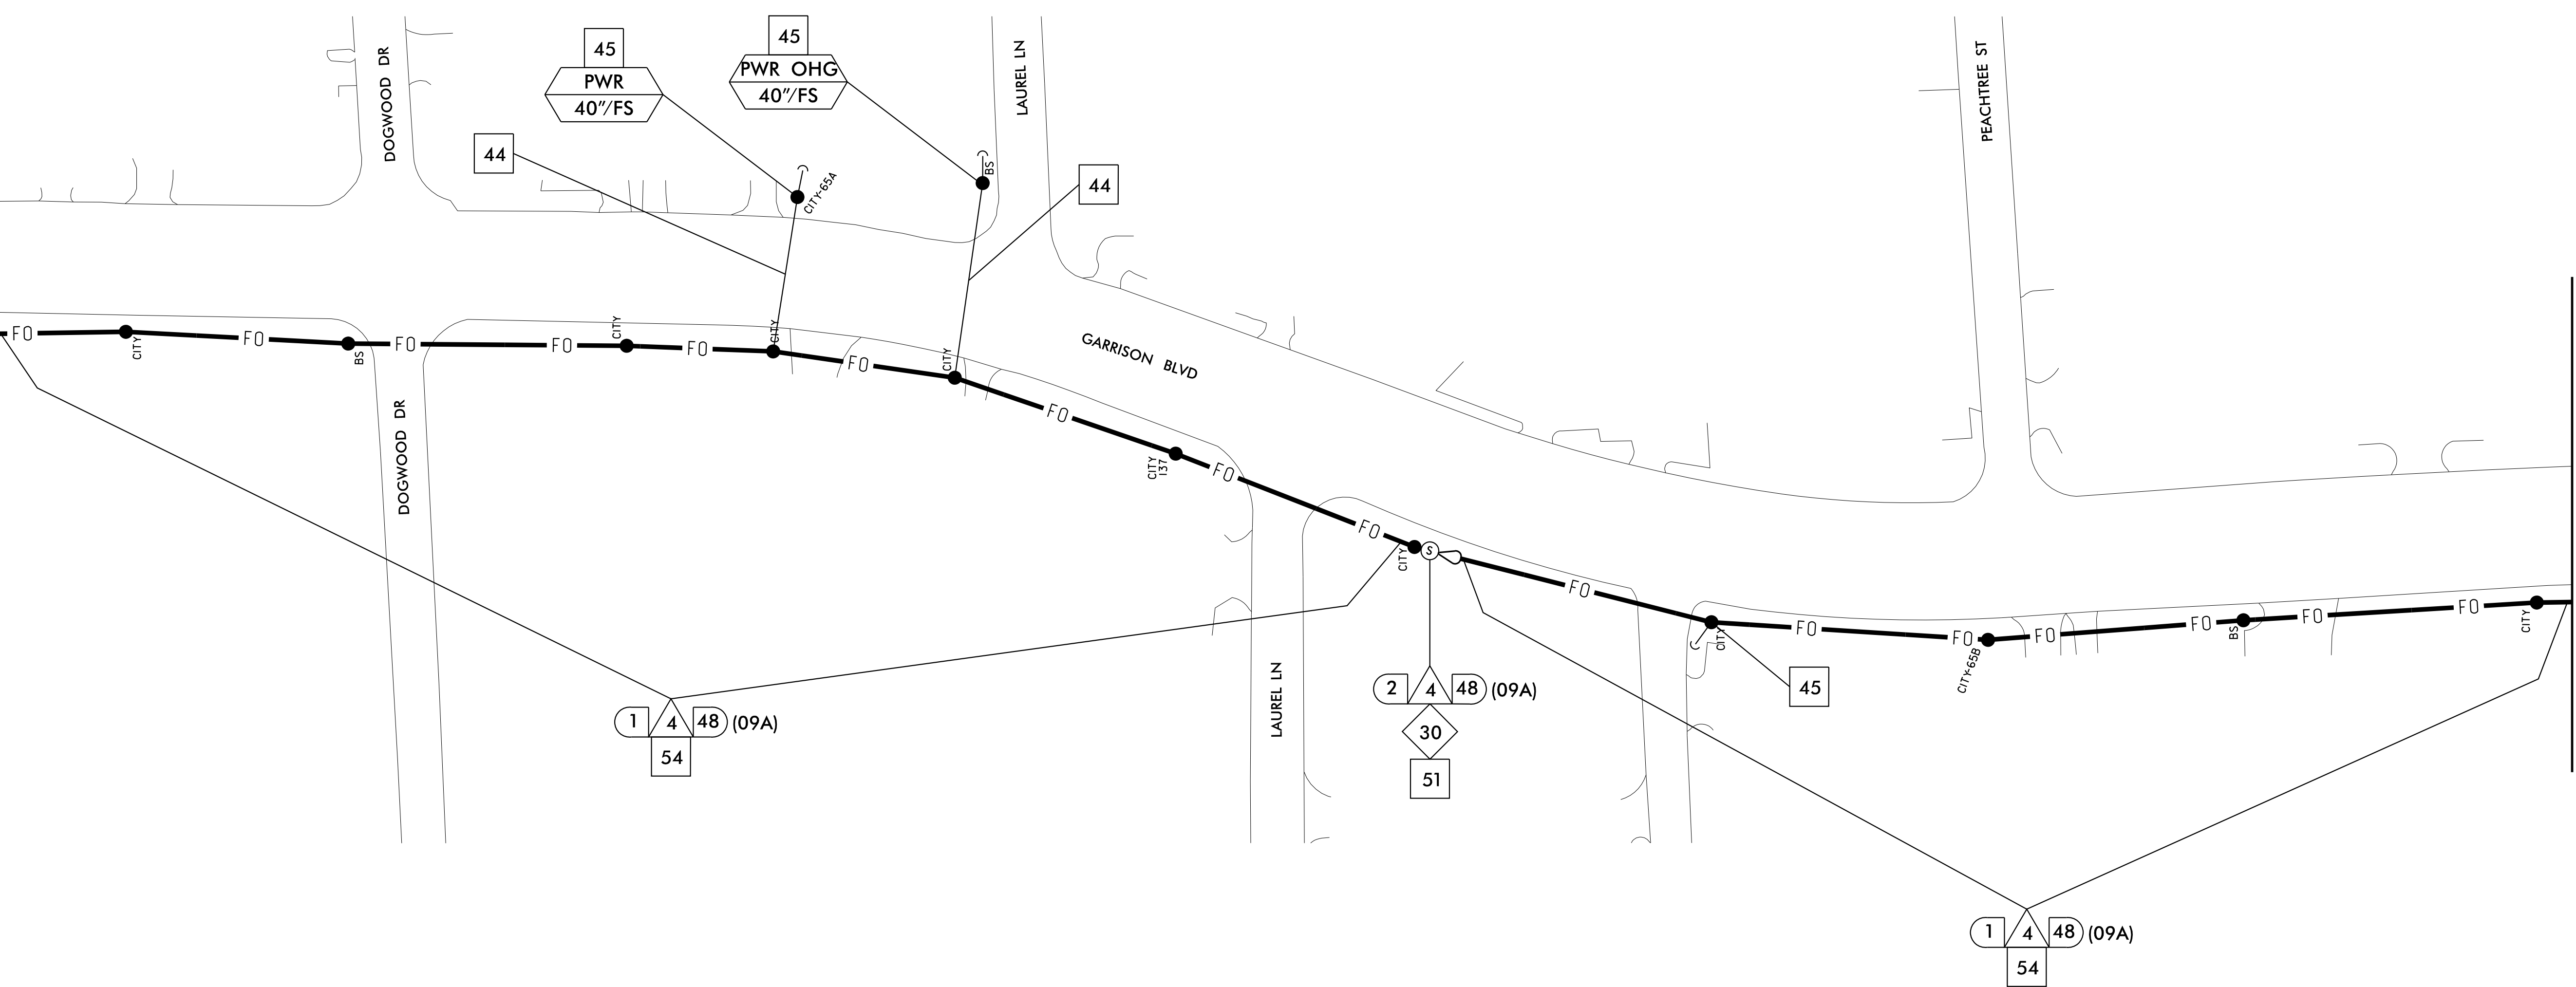 45
PWR
40"/FS
45
PWR OHG
40"/FS
DOGWOOD DR
LAUREL LN
PEACHTREE ST
44
44
CITY-65A
BS
FO
CITY
FO
BS
FO
FO
CITY
FO
CITY
FO
CITY
FO
GARRISON BLVD
DOGWOOD DR
CITY
137
FO
FO
CITY
S
FO
CITY
FO
FO
CITY-65B
FO
FO
BS
FO
FO
CITY
LAUREL LN
45
1 4 48 (09A)
54
2 4 48 (09A)
30
51
1 4 48 (09A)
54